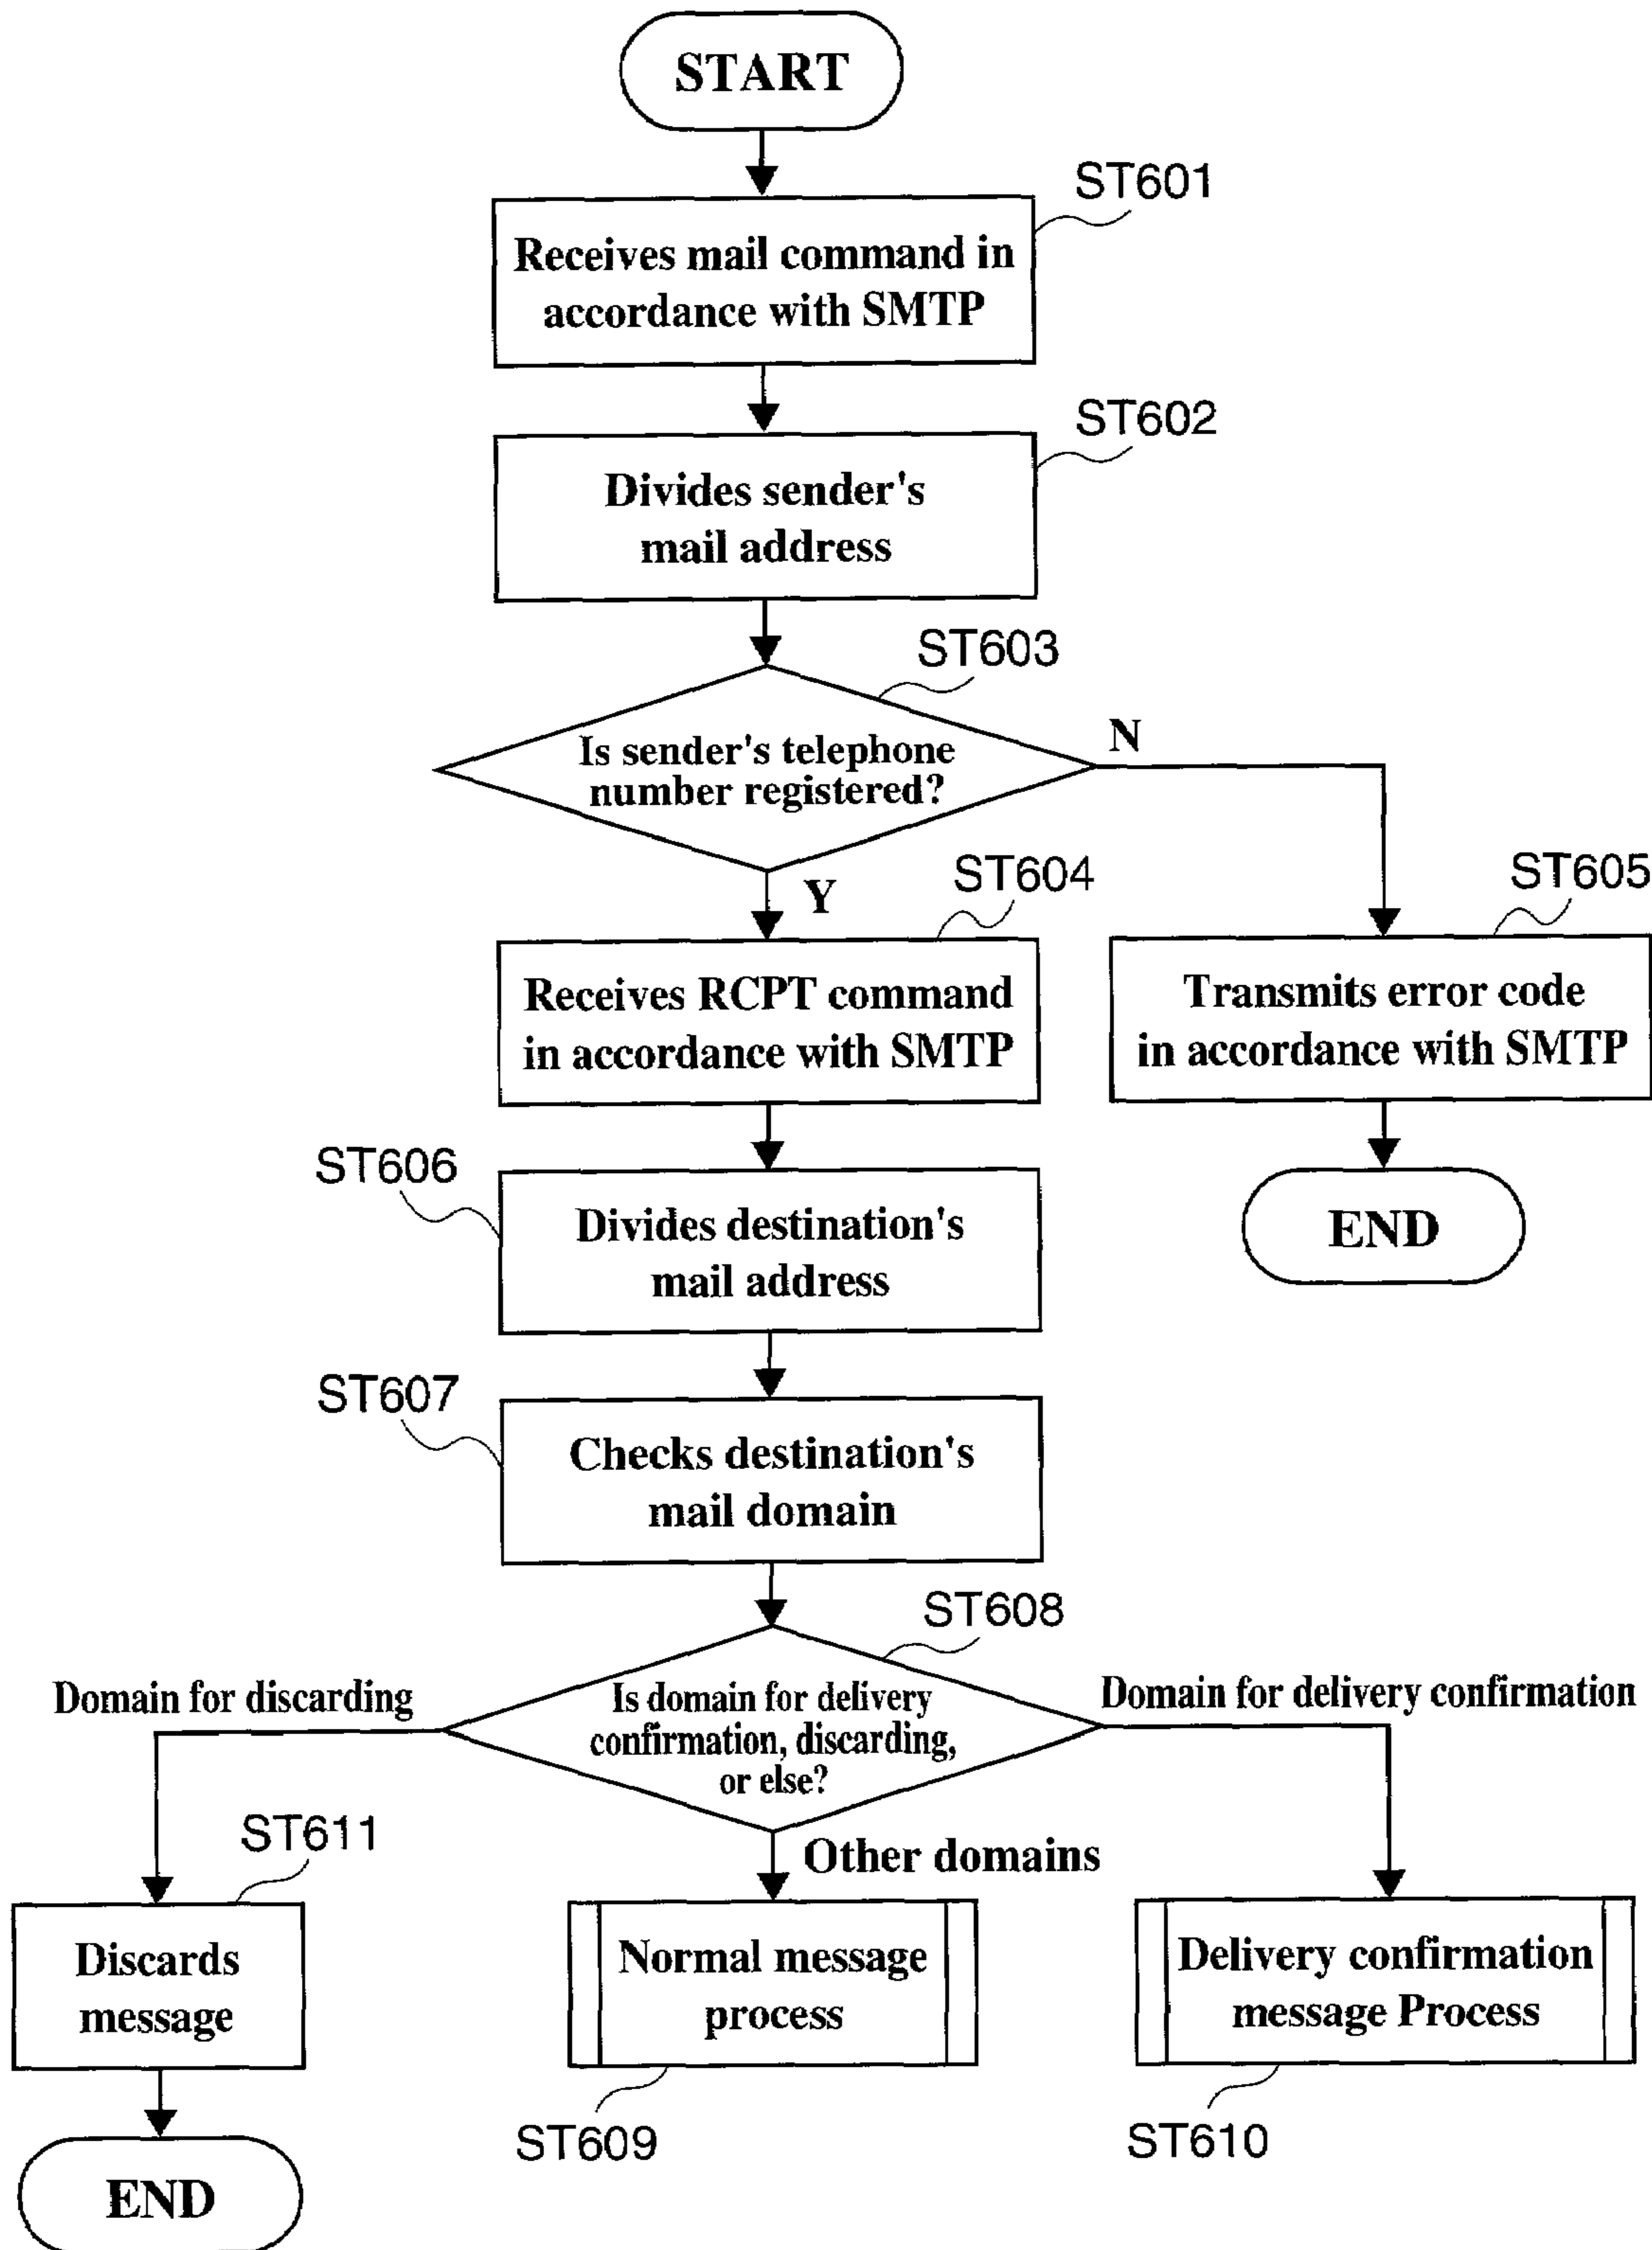 START
ST601
Receives mail command in
accordance with SMTP
ST602
Divides sender's
mail address
ST603
Is sender's telephone
number registered?
N
Y
ST604
Receives RCPT command
in accordance with SMTP
ST605
Transmits error code
in accordance with SMTP
END
ST606
Divides destination's
mail address
ST607
Checks destination's
mail domain
ST608
Is domain for delivery
confirmation, discarding,
or else?
Domain for discarding
Domain for delivery confirmation
Other domains
ST611
Discards
message
END
Normal message
process
ST609
Delivery confirmation
message Process
ST610